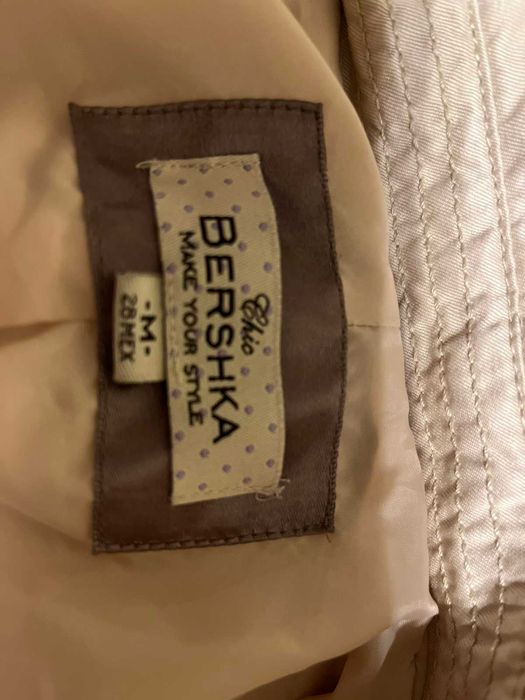 Chic
BERSHKA
MAKE YOUR STYLE
- M -
28 MEX